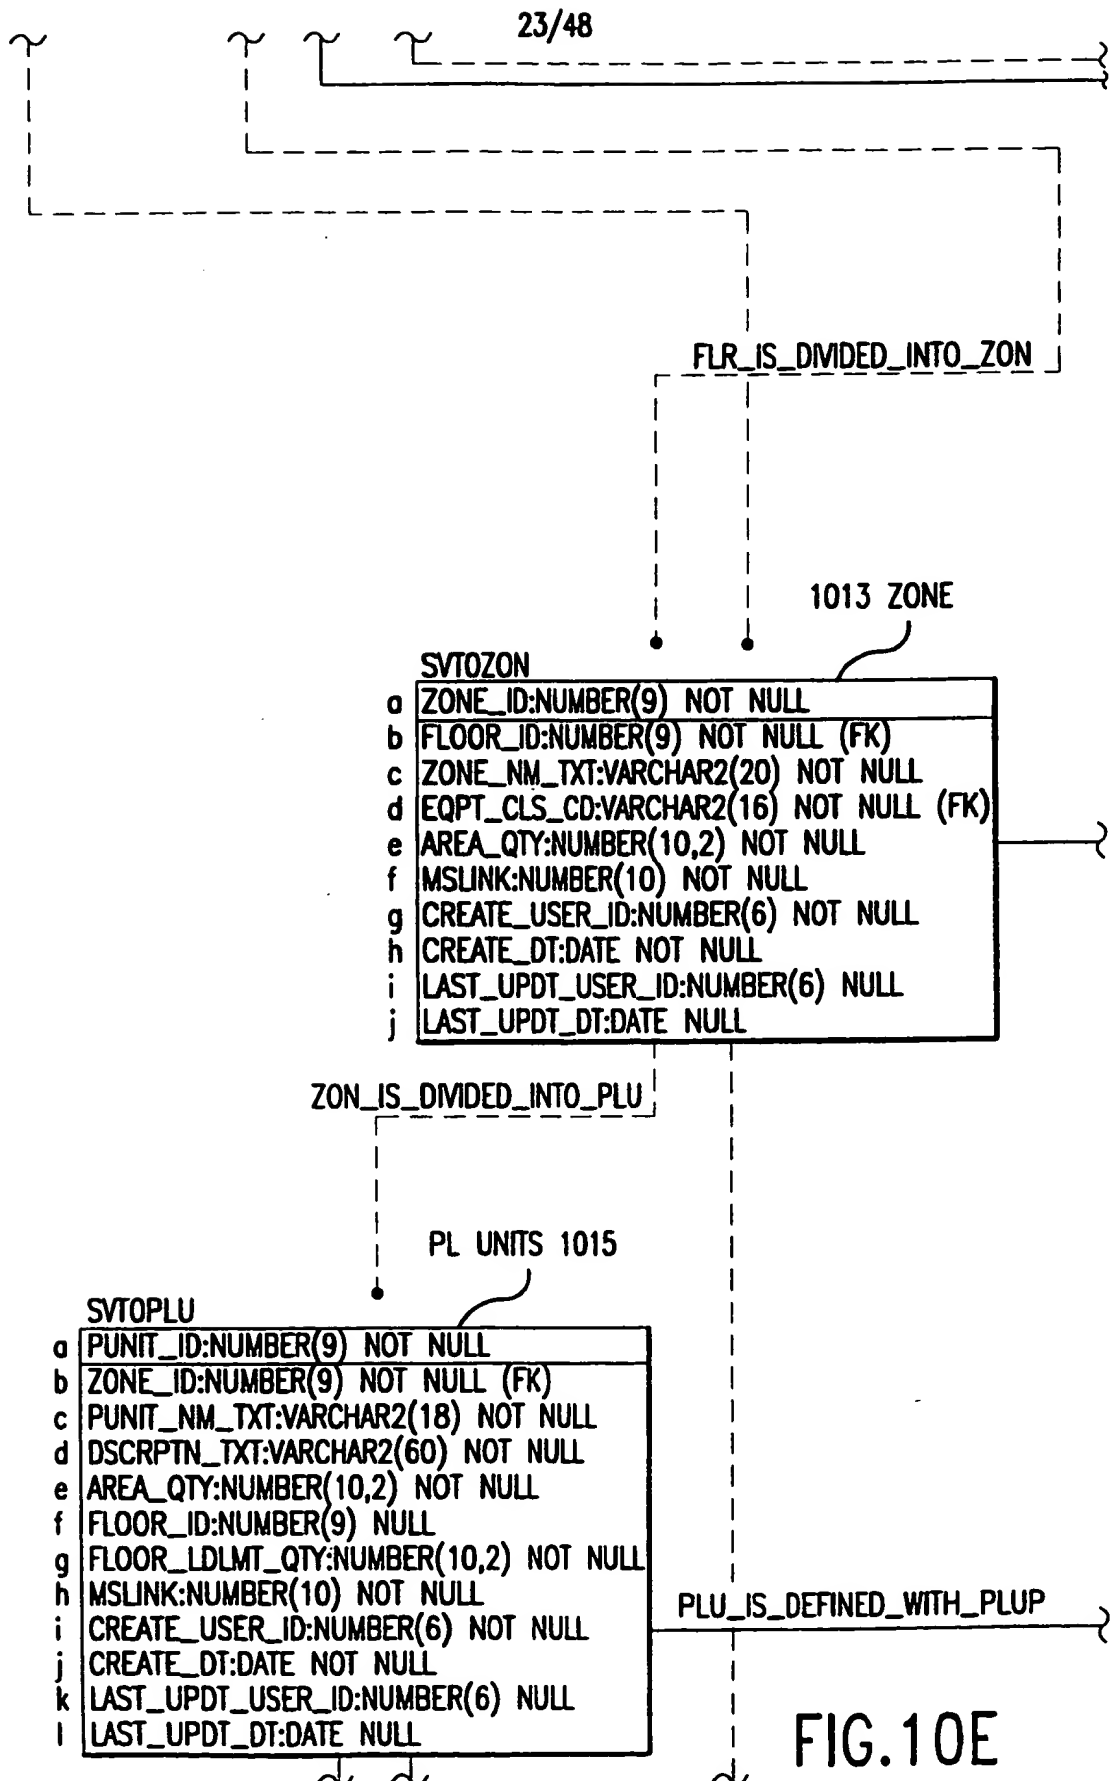 23/48
FLR_IS_DIVIDED_INTO_ZON
1013 ZONE
SVTOZON
a ZONE_ID:NUMBER(9) NOT NULL
b FLOOR_ID:NUMBER(9) NOT NULL (FK)
c ZONE_NM_TXT:VARCHAR2(20) NOT NULL
d EQPT_CLS_CD:VARCHAR2(16) NOT NULL (FK)
e AREA_QTY:NUMBER(10,2) NOT NULL
f MSLINK:NUMBER(10) NOT NULL
g CREATE_USER_ID:NUMBER(6) NOT NULL
h CREATE_DT:DATE NOT NULL
i LAST_UPDT_USER_ID:NUMBER(6) NULL
j LAST_UPDT_DT:DATE NULL
ZON_IS_DIVIDED_INTO_PLU
PL UNITS 1015
SVTOPLU
a PUNIT_ID:NUMBER(9) NOT NULL
b ZONE_ID:NUMBER(9) NOT NULL (FK)
c PUNIT_NM_TXT:VARCHAR2(18) NOT NULL
d DSCRPTN_TXT:VARCHAR2(60) NOT NULL
e AREA_QTY:NUMBER(10,2) NOT NULL
f FLOOR_ID:NUMBER(9) NULL
g FLOOR_LDLMT_QTY:NUMBER(10,2) NOT NULL
h MSLINK:NUMBER(10) NOT NULL
i CREATE_USER_ID:NUMBER(6) NOT NULL
j CREATE_DT:DATE NOT NULL
k LAST_UPDT_USER_ID:NUMBER(6) NULL
l LAST_UPDT_DT:DATE NULL
PLU_IS_DEFINED_WITH_PLUP
FIG.10E